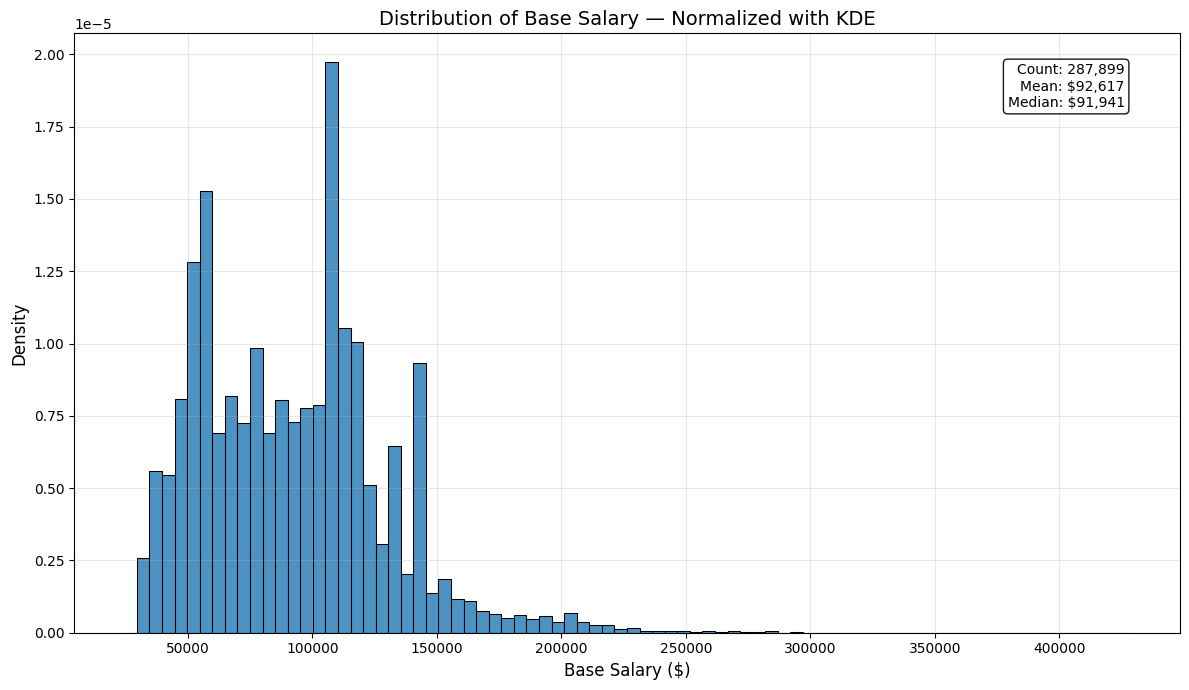 Distribution of Base Salary — Normalized with KDE
1e−5
2.00
1.75
1.50
1.25
1.00
0.75
0.50
0.25
0.00
Density
Count: 287,899
Mean: $92,617
Median: $91,941
50000 100000 150000 200000 250000 300000 350000 400000
Base Salary ($)